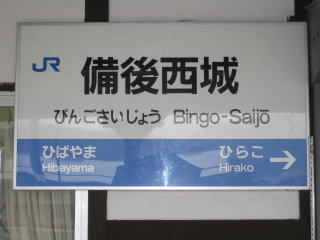 JR
備後西城
びんごさいじょう Bingo-Saijō
ひばやま ひらこ →
Hibayama Hirako